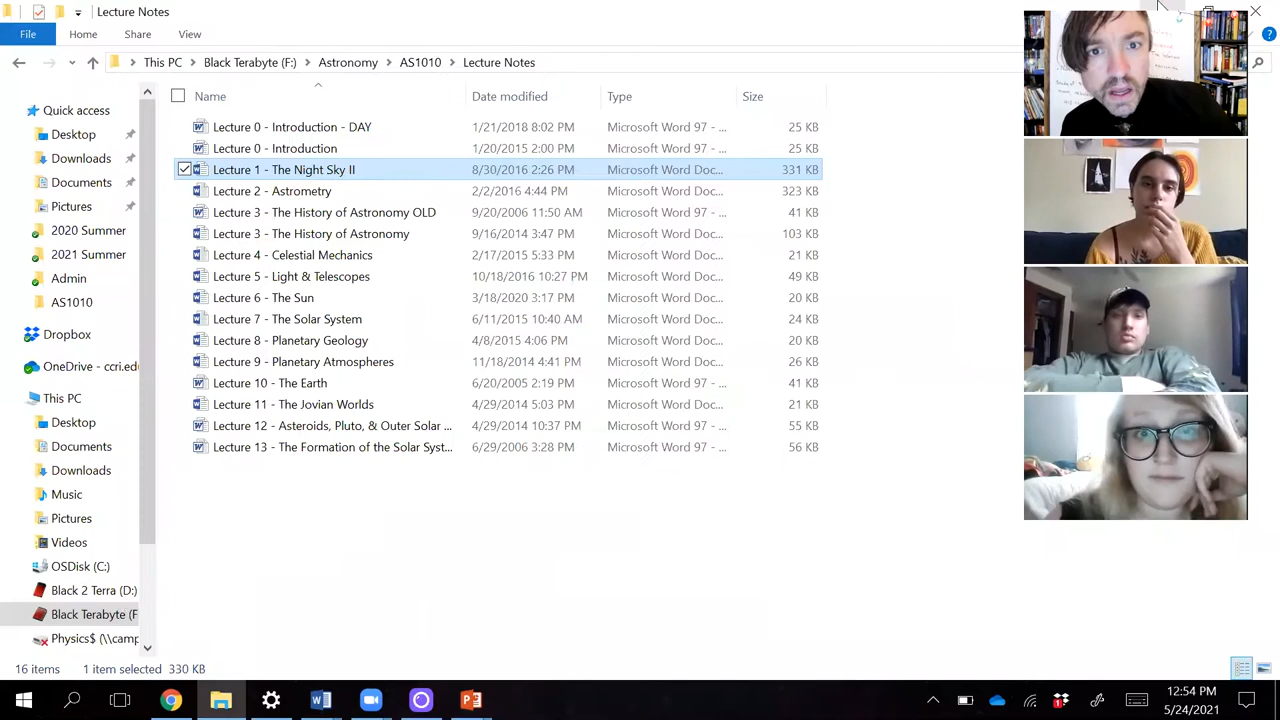 Lecture Notes
File Home Share View
This PC Black Terabyte (F:) Astronomy AS1010 Lecture Notes
Name Date modified Type Size
Quick access
Desktop
Downloads
Documents
Pictures
2020 Summer
2021 Summer
Admin
AS1010
Dropbox
OneDrive - ccri.ed
This PC
Desktop
Documents
Downloads
Music
Pictures
Videos
OSDisk (C:)
Black 2 Terra (D:)
Black Terabyte (F
Physics$ (\\camp
Lecture 0 - Introduction - DAY 1/21/2018 8:02 PM Microsoft Word 97 - ... 25 KB
Lecture 0 - Introduction 1/22/2015 2:00 PM Microsoft Word 97 - ... 25 KB
Lecture 1 - The Night Sky II 8/30/2016 2:26 PM Microsoft Word Doc... 331 KB
Lecture 2 - Astrometry 2/2/2016 4:44 PM Microsoft Word Doc... 323 KB
Lecture 3 - The History of Astronomy OLD 9/20/2006 11:50 AM Microsoft Word 97 - ... 41 KB
Lecture 3 - The History of Astronomy 9/16/2014 3:47 PM Microsoft Word Doc... 103 KB
Lecture 4 - Celestial Mechanics 2/17/2015 5:33 PM Microsoft Word Doc... 21 KB
Lecture 5 - Light & Telescopes 10/17/2016 10:27 PM Microsoft Word Doc... 49 KB
Lecture 6 - The Sun 3/18/2020 3:17 PM Microsoft Word Doc... 20 KB
Lecture 7 - The Solar System 6/11/2015 10:40 AM Microsoft Word Doc... 24 KB
Lecture 8 - Planetary Geology 4/8/2015 4:06 PM Microsoft Word Doc... 20 KB
Lecture 9 - Planetary Atmospheres 11/18/2014 4:41 PM Microsoft Word Doc... 26 KB
Lecture 10 - The Earth 6/20/2005 2:19 PM Microsoft Word 97 - ... 41 KB
Lecture 11 - The Jovian Worlds 4/29/2014 5:03 PM Microsoft Word Doc... 21 KB
Lecture 12 - Asteroids, Pluto, & Outer Solar ... 4/23/2014 10:37 PM Microsoft Word 97 - ... 55 KB
Lecture 13 - The Formation of the Solar Syst... 6/29/2006 3:28 PM Microsoft Word 97 - ... 56 KB
16 items 1 item selected 330 KB
12:54 PM
5/24/2021